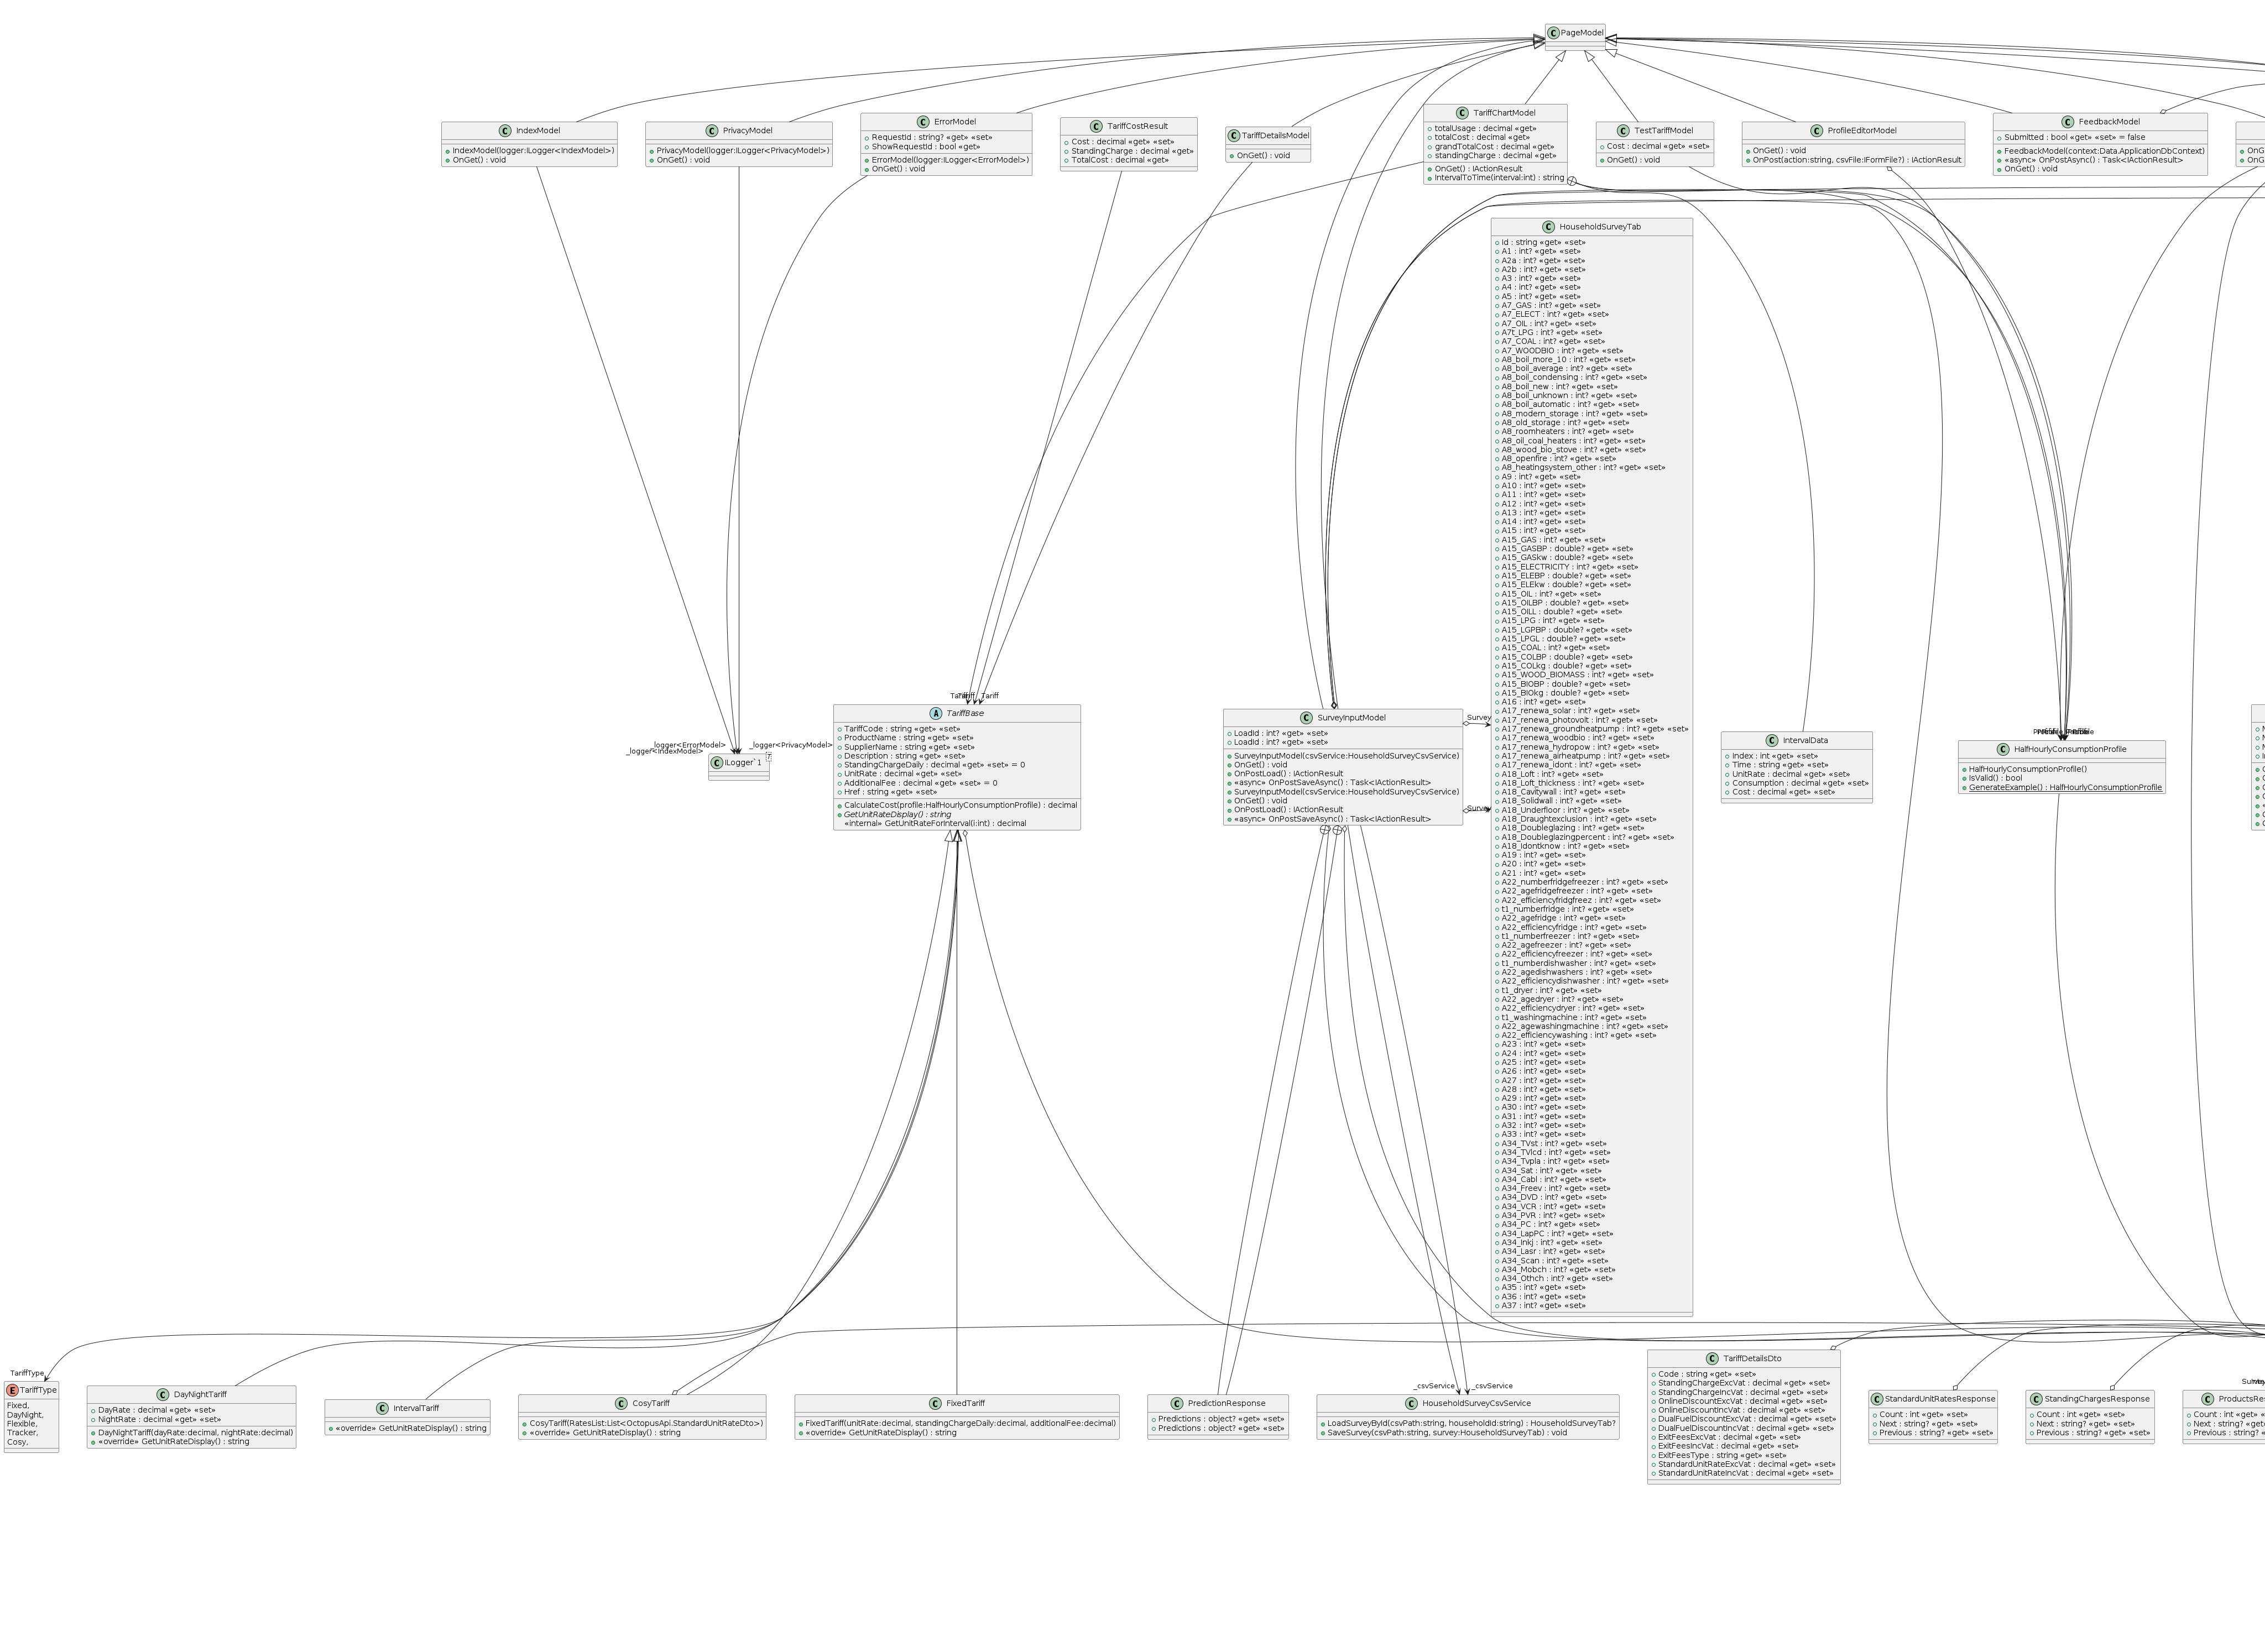 PageModel
IndexModel
IndexModel(logger:ILogger<IndexModel>)
OnGet() : void
PrivacyModel
PrivacyModel(logger:ILogger<PrivacyModel>)
OnGet() : void
ErrorModel
RequestId : string? «get» «set»
ShowRequestId : bool «get»
ErrorModel(logger:ILogger<ErrorModel>)
OnGet() : void
TariffCostResult
Cost : decimal «get» «set»
StandingCharge : decimal «get»
TotalCost : decimal «get»
TariffDetailsModel
OnGet() : void
TariffChartModel
totalUsage : decimal «get»
totalCost : decimal «get»
grandTotalCost : decimal «get»
standingCharge : decimal «get»
OnGet() : IActionResult
IntervalToTime(interval:int) : string
TestTariffModel
Cost : decimal «get» «set»
OnGet() : void
ProfileEditorModel
OnGet() : void
OnPost(action:string, csvFile:IFormFile?) : IActionResult
FeedbackModel
Submitted : bool «get» «set» = false
FeedbackModel(context:Data.ApplicationDbContext)
«async» OnPostAsync() : Task<IActionResult>
OnGet() : void
HouseholdSurveyTab
Id : string «get» «set»
A1 : int? «get» «set»
A2a : int? «get» «set»
A2b : int? «get» «set»
A3 : int? «get» «set»
A4 : int? «get» «set»
A5 : int? «get» «set»
A7_GAS : int? «get» «set»
A7_ELECT : int? «get» «set»
A7_OIL : int? «get» «set»
A7t_LPG : int? «get» «set»
A7_COAL : int? «get» «set»
A7_WOODBIO : int? «get» «set»
A8_boil_more_10 : int? «get» «set»
A8_boil_average : int? «get» «set»
A8_boil_condensing : int? «get» «set»
A8_boil_new : int? «get» «set»
A8_boil_unknown : int? «get» «set»
A8_boil_automatic : int? «get» «set»
A8_modern_storage : int? «get» «set»
A8_old_storage : int? «get» «set»
A8_roomheaters : int? «get» «set»
A8_oil_coal_heaters : int? «get» «set»
A8_wood_bio_stove : int? «get» «set»
A8_openfire : int? «get» «set»
A8_heatingsystem_other : int? «get» «set»
A9 : int? «get» «set»
A10 : int? «get» «set»
A11 : int? «get» «set»
A12 : int? «get» «set»
A13 : int? «get» «set»
A14 : int? «get» «set»
A15 : int? «get» «set»
A15_GAS : int? «get» «set»
A15_GASBP : double? «get» «set»
A15_GASkw : double? «get» «set»
A15_ELECTRICITY : int? «get» «set»
A15_ELEBP : double? «get» «set»
A15_ELEkw : double? «get» «set»
A15_OIL : int? «get» «set»
A15_OILBP : double? «get» «set»
A15_OILL : double? «get» «set»
A15_LPG : int? «get» «set»
A15_LGPBP : double? «get» «set»
A15_LPGL : double? «get» «set»
A15_COAL : int? «get» «set»
A15_COLBP : double? «get» «set»
A15_COLkg : double? «get» «set»
A15_WOOD_BIOMASS : int? «get» «set»
A15_BIOBP : double? «get» «set»
A15_BIOkg : double? «get» «set»
A16 : int? «get» «set»
A17_renewa_solar : int? «get» «set»
A17_renewa_photovolt : int? «get» «set»
A17_renewa_groundheatpump : int? «get» «set»
A17_renewa_woodbio : int? «get» «set»
A17_renewa_hydropow : int? «get» «set»
A17_renewa_airheatpump : int? «get» «set»
A17_renewa_idont : int? «get» «set»
A18_Loft : int? «get» «set»
A18_Loft_thickness : int? «get» «set»
A18_Cavitywall : int? «get» «set»
A18_Solidwall : int? «get» «set»
A18_Underfloor : int? «get» «set»
A18_Draughtexclusion : int? «get» «set»
A18_Doubleglazing : int? «get» «set»
A18_Doubleglazingpercent : int? «get» «set»
A18_Idontknow : int? «get» «set»
A19 : int? «get» «set»
A20 : int? «get» «set»
A21 : int? «get» «set»
A22_numberfridgefreezer : int? «get» «set»
A22_agefridgefreezer : int? «get» «set»
A22_efficiencyfridgfreez : int? «get» «set»
t1_numberfridge : int? «get» «set»
A22_agefridge : int? «get» «set»
A22_efficiencyfridge : int? «get» «set»
t1_numberfreezer : int? «get» «set»
A22_agefreezer : int? «get» «set»
A22_efficiencyfreezer : int? «get» «set»
t1_numberdishwasher : int? «get» «set»
A22_agedishwashers : int? «get» «set»
A22_efficiencydishwasher : int? «get» «set»
t1_dryer : int? «get» «set»
A22_agedryer : int? «get» «set»
A22_efficiencydryer : int? «get» «set»
t1_washingmachine : int? «get» «set»
A22_agewashingmachine : int? «get» «set»
A22_efficiencywashing : int? «get» «set»
A23 : int? «get» «set»
A24 : int? «get» «set»
A25 : int? «get» «set»
A26 : int? «get» «set»
A27 : int? «get» «set»
A28 : int? «get» «set»
A29 : int? «get» «set»
A30 : int? «get» «set»
A31 : int? «get» «set»
A32 : int? «get» «set»
A33 : int? «get» «set»
A34_TVst : int? «get» «set»
A34_TVlcd : int? «get» «set»
A34_Tvpla : int? «get» «set»
A34_Sat : int? «get» «set»
A34_Cabl : int? «get» «set»
A34_Freev : int? «get» «set»
A34_DVD : int? «get» «set»
A34_VCR : int? «get» «set»
A34_PVR : int? «get» «set»
A34_PC : int? «get» «set»
A34_LapPC : int? «get» «set»
A34_Inkj : int? «get» «set»
A34_Lasr : int? «get» «set»
A34_Scan : int? «get» «set»
A34_Mobch : int? «get» «set»
A34_Othch : int? «get» «set»
A35 : int? «get» «set»
A36 : int? «get» «set»
A37 : int? «get» «set»
_logger<ErrorModel>
_logger<PrivacyModel>
_logger<IndexModel>
ILogger`1
T
Tariff
TariffBase
TariffCode : string «get» «set»
ProductName : string «get» «set»
SupplierName : string «get» «set»
Description : string «get» «set»
StandingChargeDaily : decimal «get» «set» = 0
UnitRate : decimal «get» «set»
AdditionalFee : decimal «get» «set» = 0
Href : string «get» «set»
CalculateCost(profile:HalfHourlyConsumptionProfile) : decimal
GetUnitRateDisplay() : string
«internal» GetUnitRateForInterval(i:int) : decimal
SurveyInputModel
LoadId : int? «get» «set»
LoadId : int? «get» «set»
SurveyInputModel(csvService:HouseholdSurveyCsvService)
OnGet() : void
OnPostLoad() : IActionResult
«async» OnPostSaveAsync() : Task<IActionResult>
SurveyInputModel(csvService:HouseholdSurveyCsvService)
OnGet() : void
OnPostLoad() : IActionResult
«async» OnPostSaveAsync() : Task<IActionResult>
Survey
Survey
IntervalData
Index : int «get» «set»
Time : string «get» «set»
UnitRate : decimal «get» «set»
Consumption : decimal «get» «set»
Cost : decimal «get» «set»
HalfHourlyConsumptionProfile
HalfHourlyConsumptionProfile()
IsValid() : bool
GenerateExample() : HalfHourlyConsumptionProfile
TariffType
TariffType
Fixed,
DayNight,
Flexible,
Tracker,
Cosy,
DayNightTariff
DayRate : decimal «get» «set»
NightRate : decimal «get» «set»
DayNightTariff(dayRate:decimal, nightRate:decimal)
«override» GetUnitRateDisplay() : string
IntervalTariff
«override» GetUnitRateDisplay() : string
CosyTariff
CosyTariff(RatesList:List<OctopusApi.StandardUnitRateDto>)
«override» GetUnitRateDisplay() : string
FixedTariff
FixedTariff(unitRate:decimal, standingChargeDaily:decimal, additionalFee:decimal)
«override» GetUnitRateDisplay() : string
PredictionResponse
Predictions : object? «get» «set»
Predictions : object? «get» «set»
_csvService
_csvService
HouseholdSurveyCsvService
LoadSurveyById(csvPath:string, householdId:string) : HouseholdSurveyTab?
SaveSurvey(csvPath:string, survey:HouseholdSurveyTab) : void
TariffDetailsDto
Code : string «get» «set»
StandingChargeExcVat : decimal «get» «set»
StandingChargeIncVat : decimal «get» «set»
OnlineDiscountExcVat : decimal «get» «set»
OnlineDiscountIncVat : decimal «get» «set»
DualFuelDiscountExcVat : decimal «get» «set»
DualFuelDiscountIncVat : decimal «get» «set»
ExitFeesExcVat : decimal «get» «set»
ExitFeesIncVat : decimal «get» «set»
ExitFeesType : string «get» «set»
StandardUnitRateExcVat : decimal «get» «set»
StandardUnitRateIncVat : decimal «get» «set»
StandardUnitRatesResponse
Count : int «get» «set»
Next : string? «get» «set»
Previous : string? «get» «set»
StandingChargesResponse
Count : int «get» «set»
Next : string? «get» «set»
Previous : string? «get» «set»
ProductsRes
Count : int «get»
Next : string?
Previous : string?